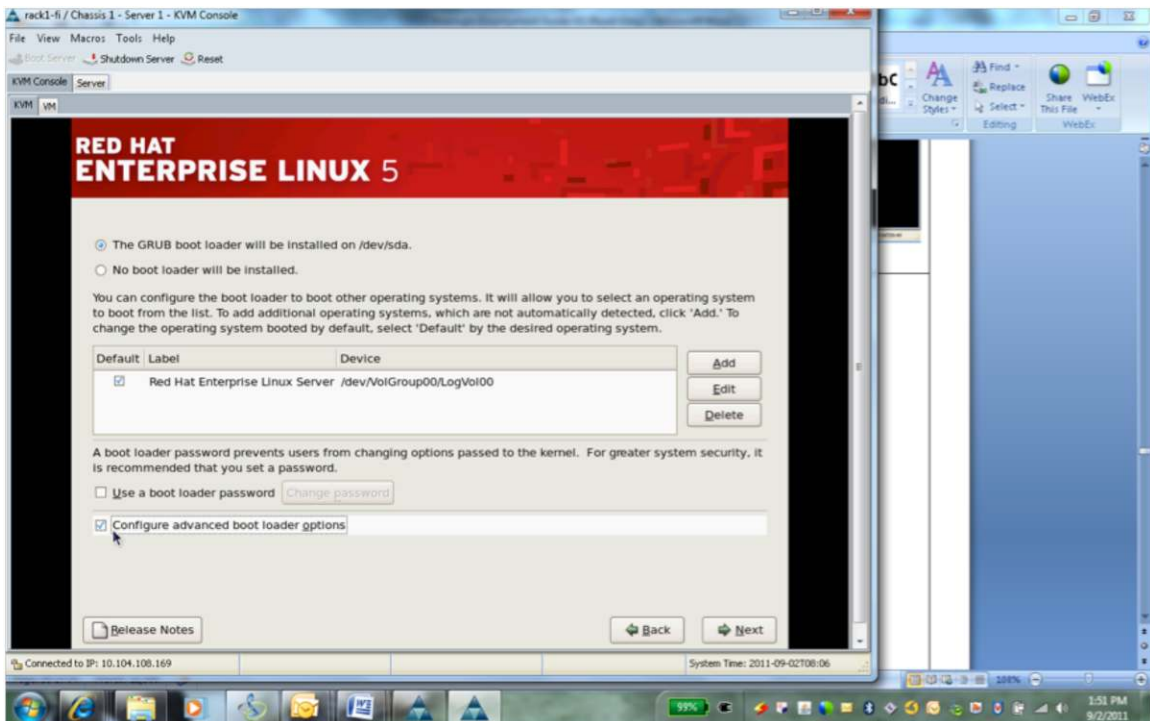 rack1-fi / Chassis 1 - Server 1 - KVM Console
File View Macros Tools Help
Boot Server Shutdown Server Reset
KVM Console Server
KVM VM
RED HAT
ENTERPRISE LINUX 5
The GRUB boot loader will be installed on /dev/sda.
No boot loader will be installed.
You can configure the boot loader to boot other operating systems. It will allow you to select an operating system
to boot from the list. To add additional operating systems, which are not automatically detected, click 'Add.' To
change the operating system booted by default, select 'Default' by the desired operating system.
Default Label Device
Red Hat Enterprise Linux Server /dev/VolGroup00/LogVol00
Add
Edit
Delete
A boot loader password prevents users from changing options passed to the kernel. For greater system security, it
is recommended that you set a password.
Use a boot loader password Change password
Configure advanced boot loader options
Release Notes
Back
Next
Connected to IP: 10.104.108.169
System Time: 2011-09-02T08:06
Change
Styles
Find
Replace
Select
Editing
Share
This File
WebEx
WebEx
100%
99%
1:51 PM
9/2/2011